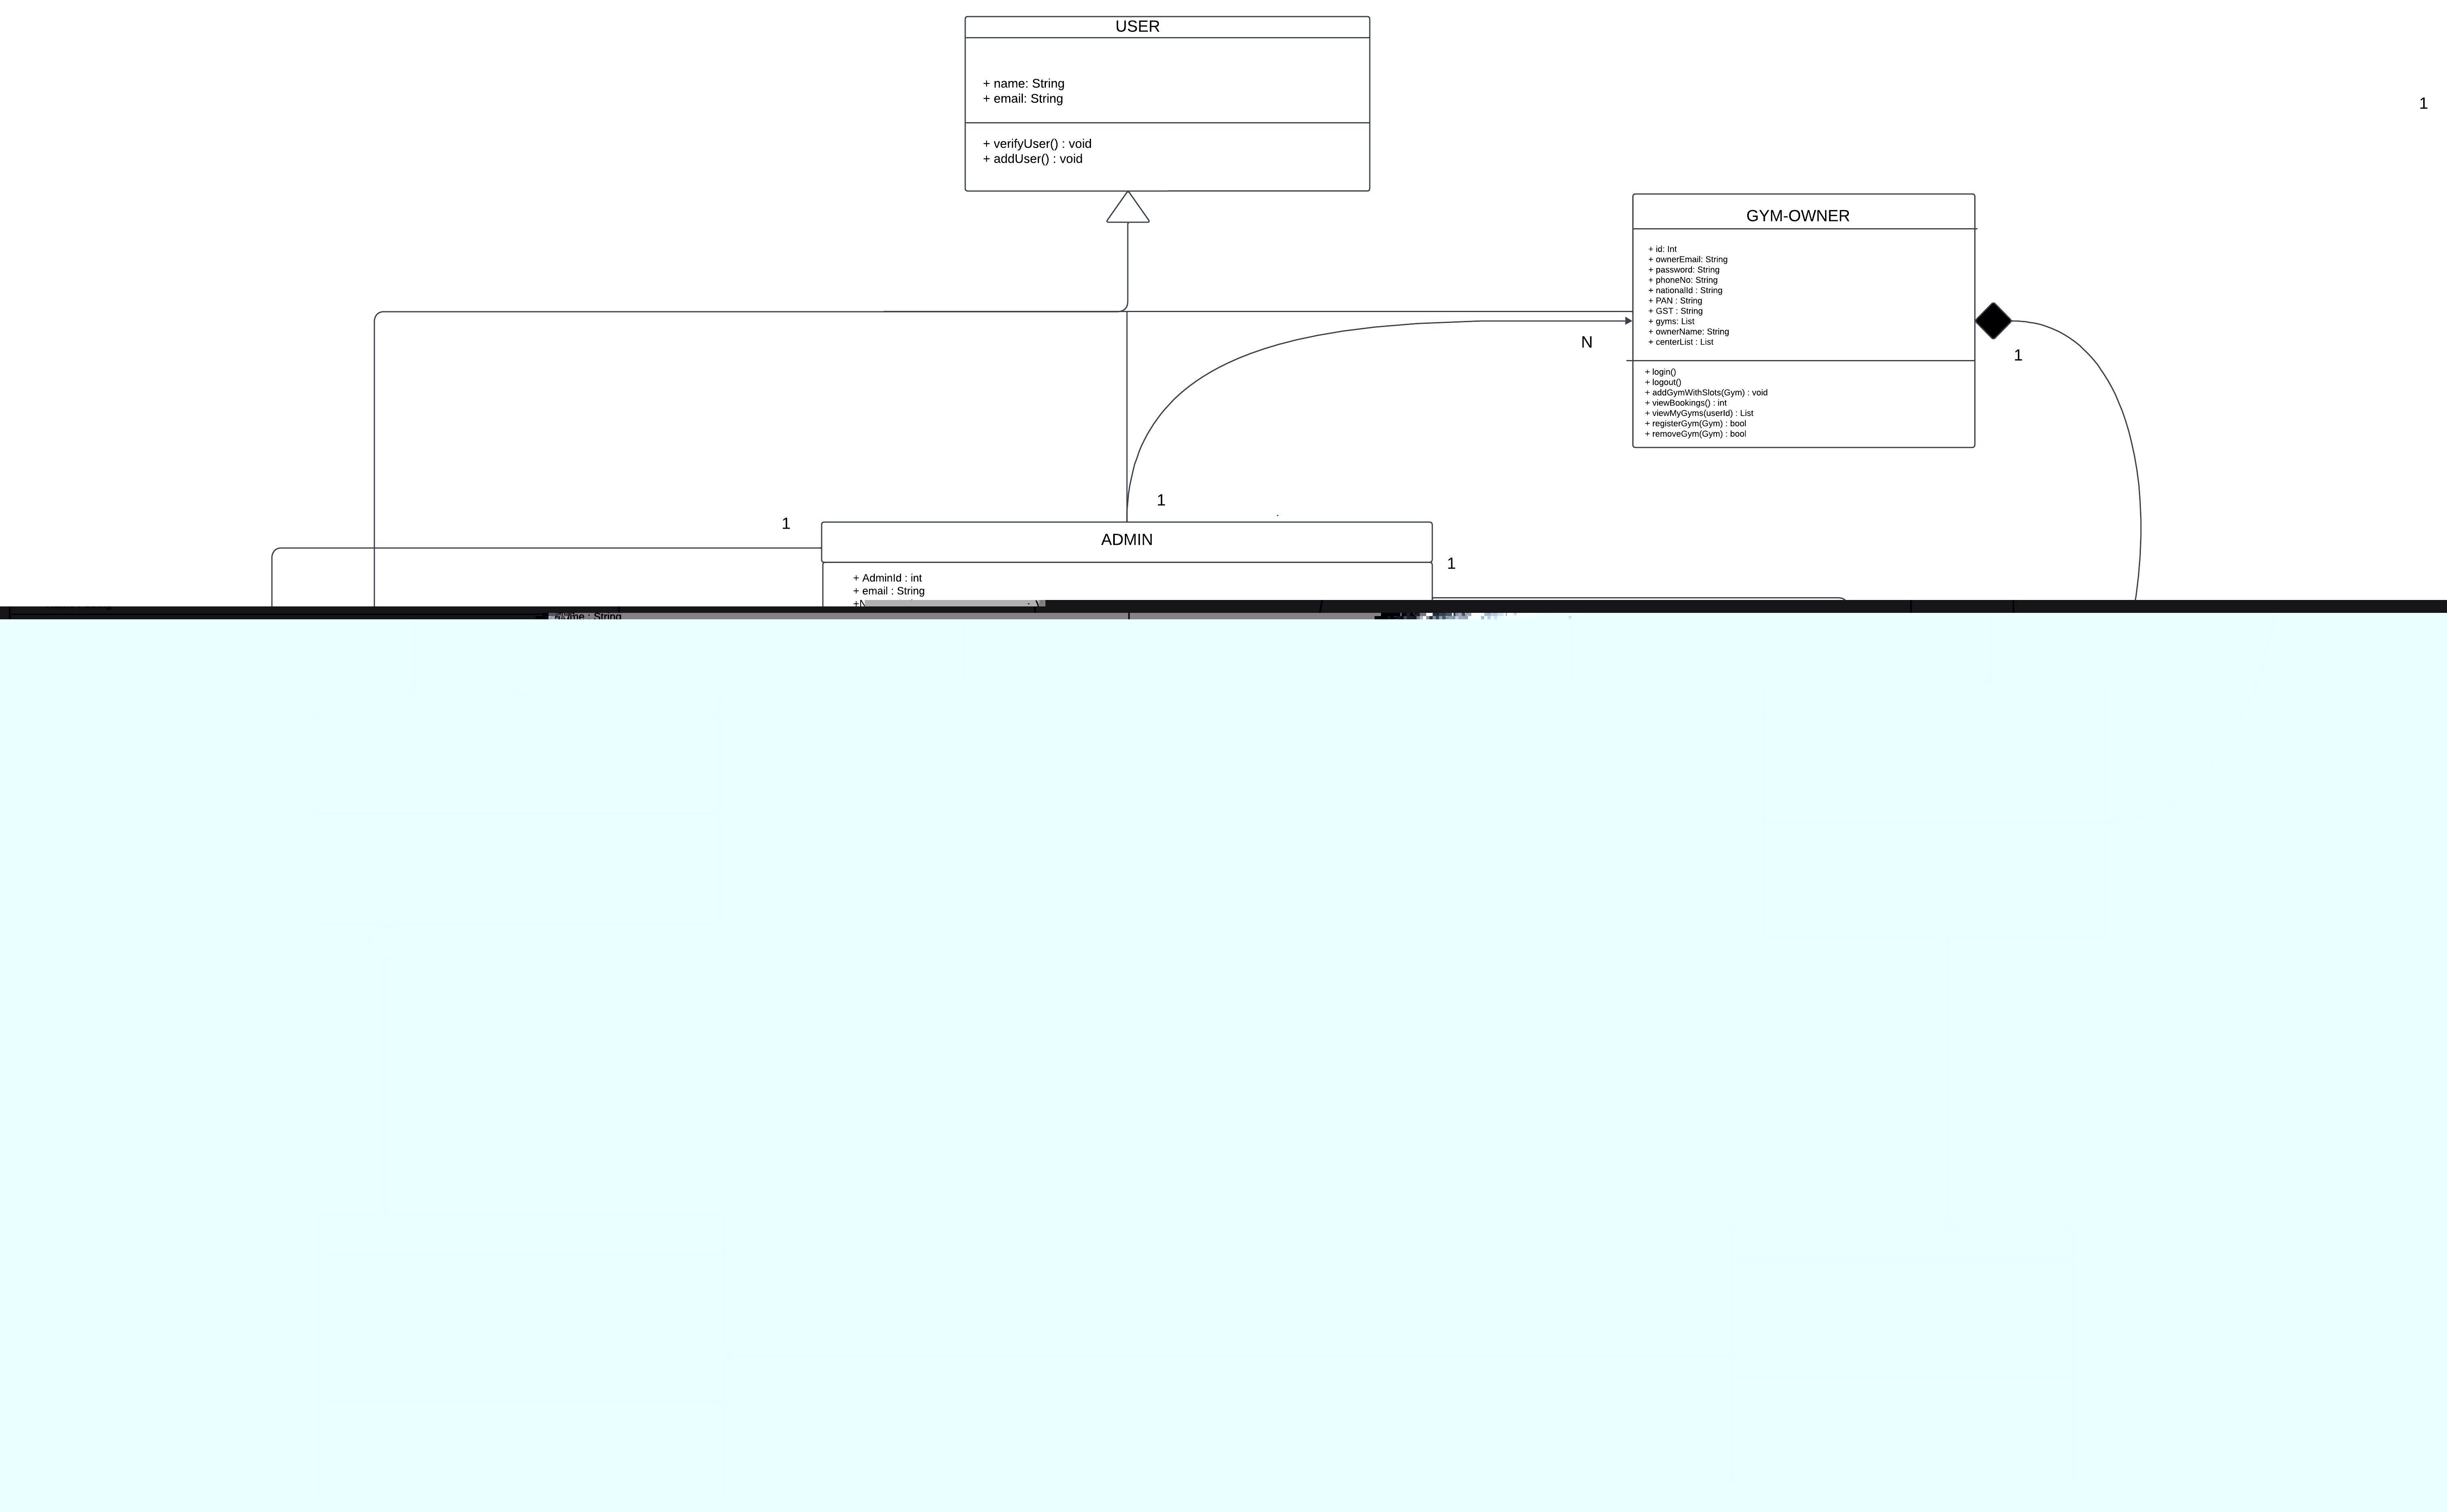 USER
+ name: String
+ email: String
+ verifyUser() : void
+ addUser() : void
1
GYM-OWNER
+ id: Int
+ ownerEmail: String
+ password: String
+ phoneNo: String
+ nationalId : String
+ PAN : String
+ GST : String
+ gyms: List
+ ownerName: String
+ centerList : List
+ login()
+ logout()
+ addGymWithSlots(Gym) : void
+ viewBookings() : int
+ viewMyGyms(userId) : List
+ registerGym(Gym) : bool
+ removeGym(Gym) : bool
N
1
1
1
ADMIN
1
+ AdminId : int
+ email : String
: String